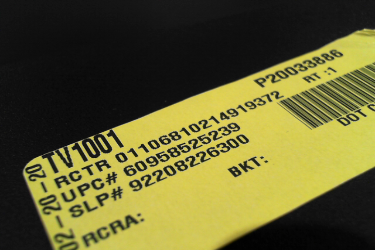 P20033886
TV1001
RT :1
RCTR 01106810214919372
UPC# 60958525239
SLP# 92208226300
BKT:
DOT C
RCRA:
02-20-20